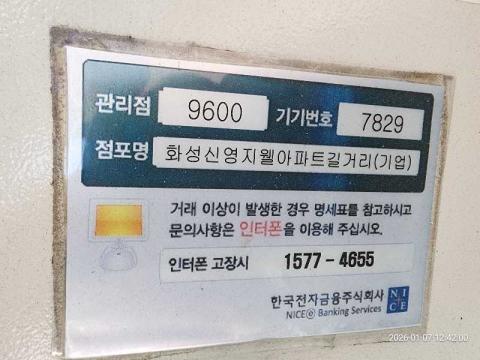 관리점 9600 기기번호 7829
점포명 화성신영지웰아파트길거리(기업)
거래 이상이 발생한 경우 명세표를 참고하시고
문의사항은 인터폰을 이용해 주십시오.
인터폰 고장시 1577-4655
한국전자금융주식회사 NICE
NICEⓔ Banking Services
2026-01-07 12:42:00